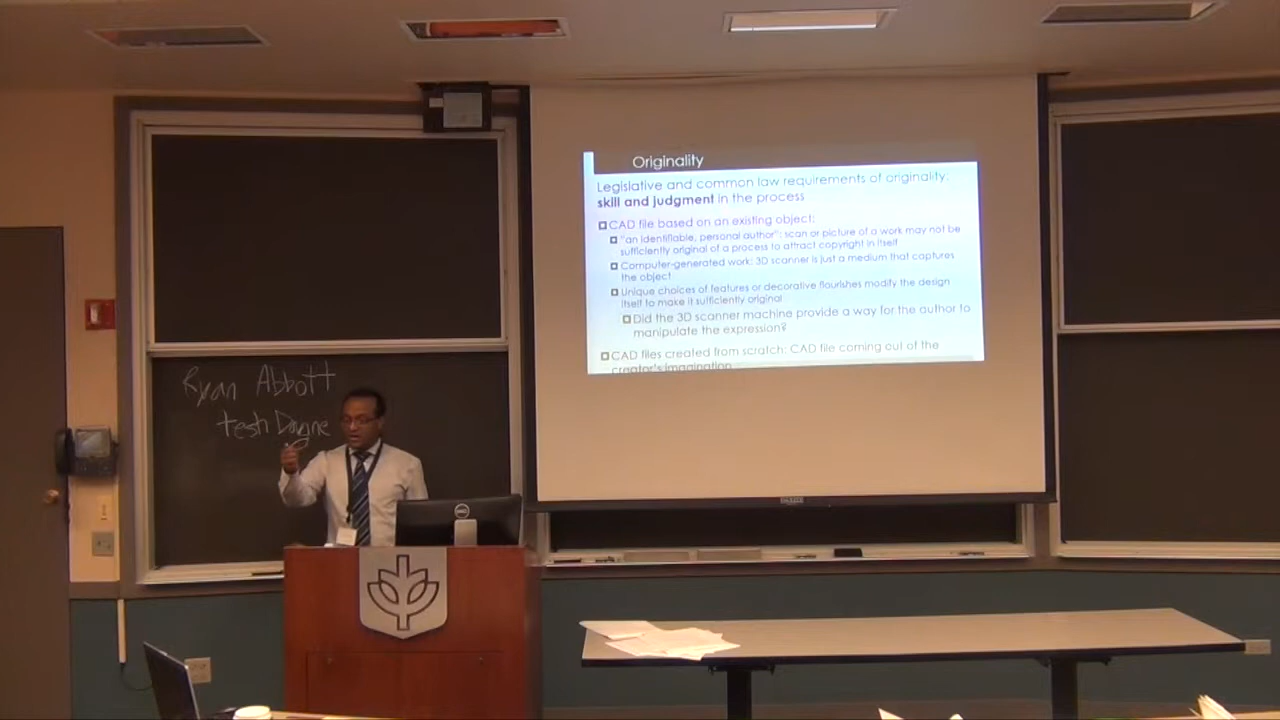 Originality
Legislative and common law requirements of originality:
skill and judgment in the process
CAD file based on an existing object:
"an identifiable, personal author": scan or picture of a work may not be
sufficiently original of a process to attract copyright in itself
Computer-generated work: 3D scanner is just a medium that captures
the object
Unique choices of features or decorative flourishes modify the design
itself to make it sufficiently original
Did the 3D scanner machine provide a way for the author to
manipulate the expression?
CAD files created from scratch: CAD file coming out of the
creator's imagination
Ryan Abbott
Tesh Dagne
DELL